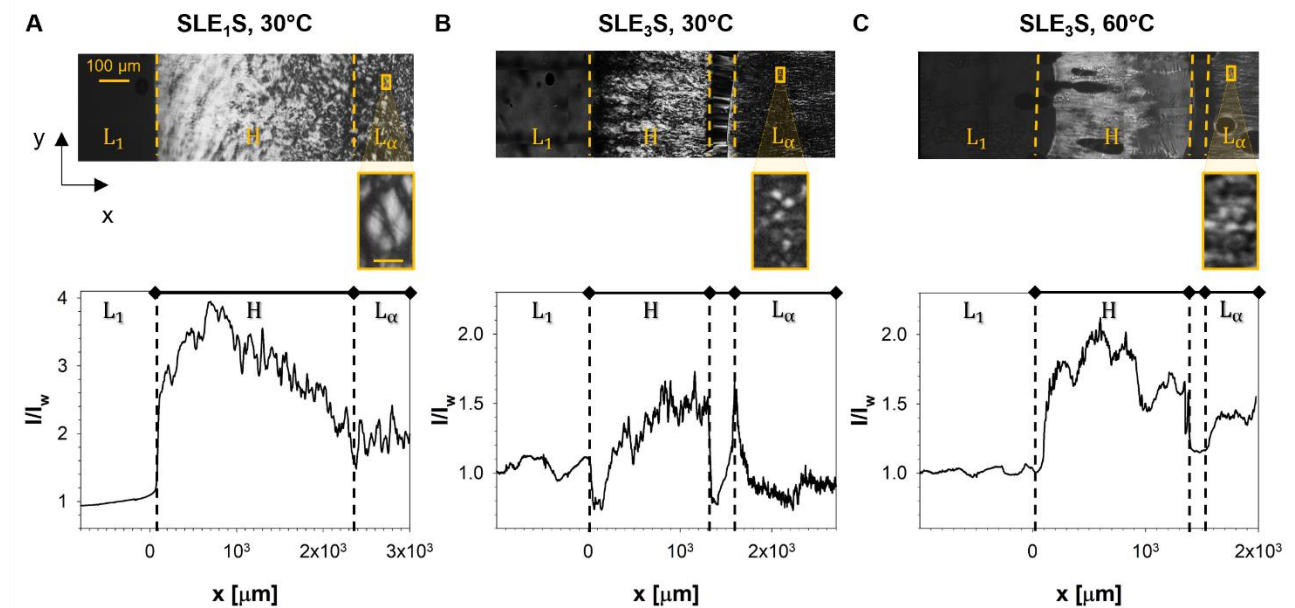 A SLE₁S, 30°C
100 µm
L₁ H Lα
y
x
4
3
2
1
I/Iw
L₁ H Lα
0 10³ 2x10³ 3x10³
x [µm]
B SLE₃S, 30°C
L₁ H Lα
2.0
1.5
1.0
I/Iw
L₁ H Lα
0 10³ 2x10³
x [µm]
C SLE₃S, 60°C
L₁ H Lα
2.0
1.5
1.0
I/Iw
L₁ H Lα
0 10³ 2x10³
x [µm]